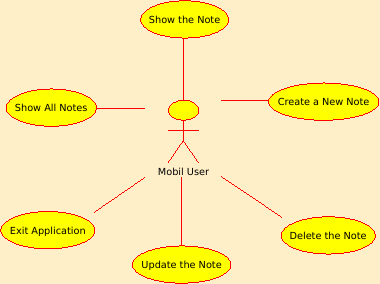 Show the Note
Show All Notes
Create a New Note
Mobil User
Exit Application
Delete the Note
Update the Note